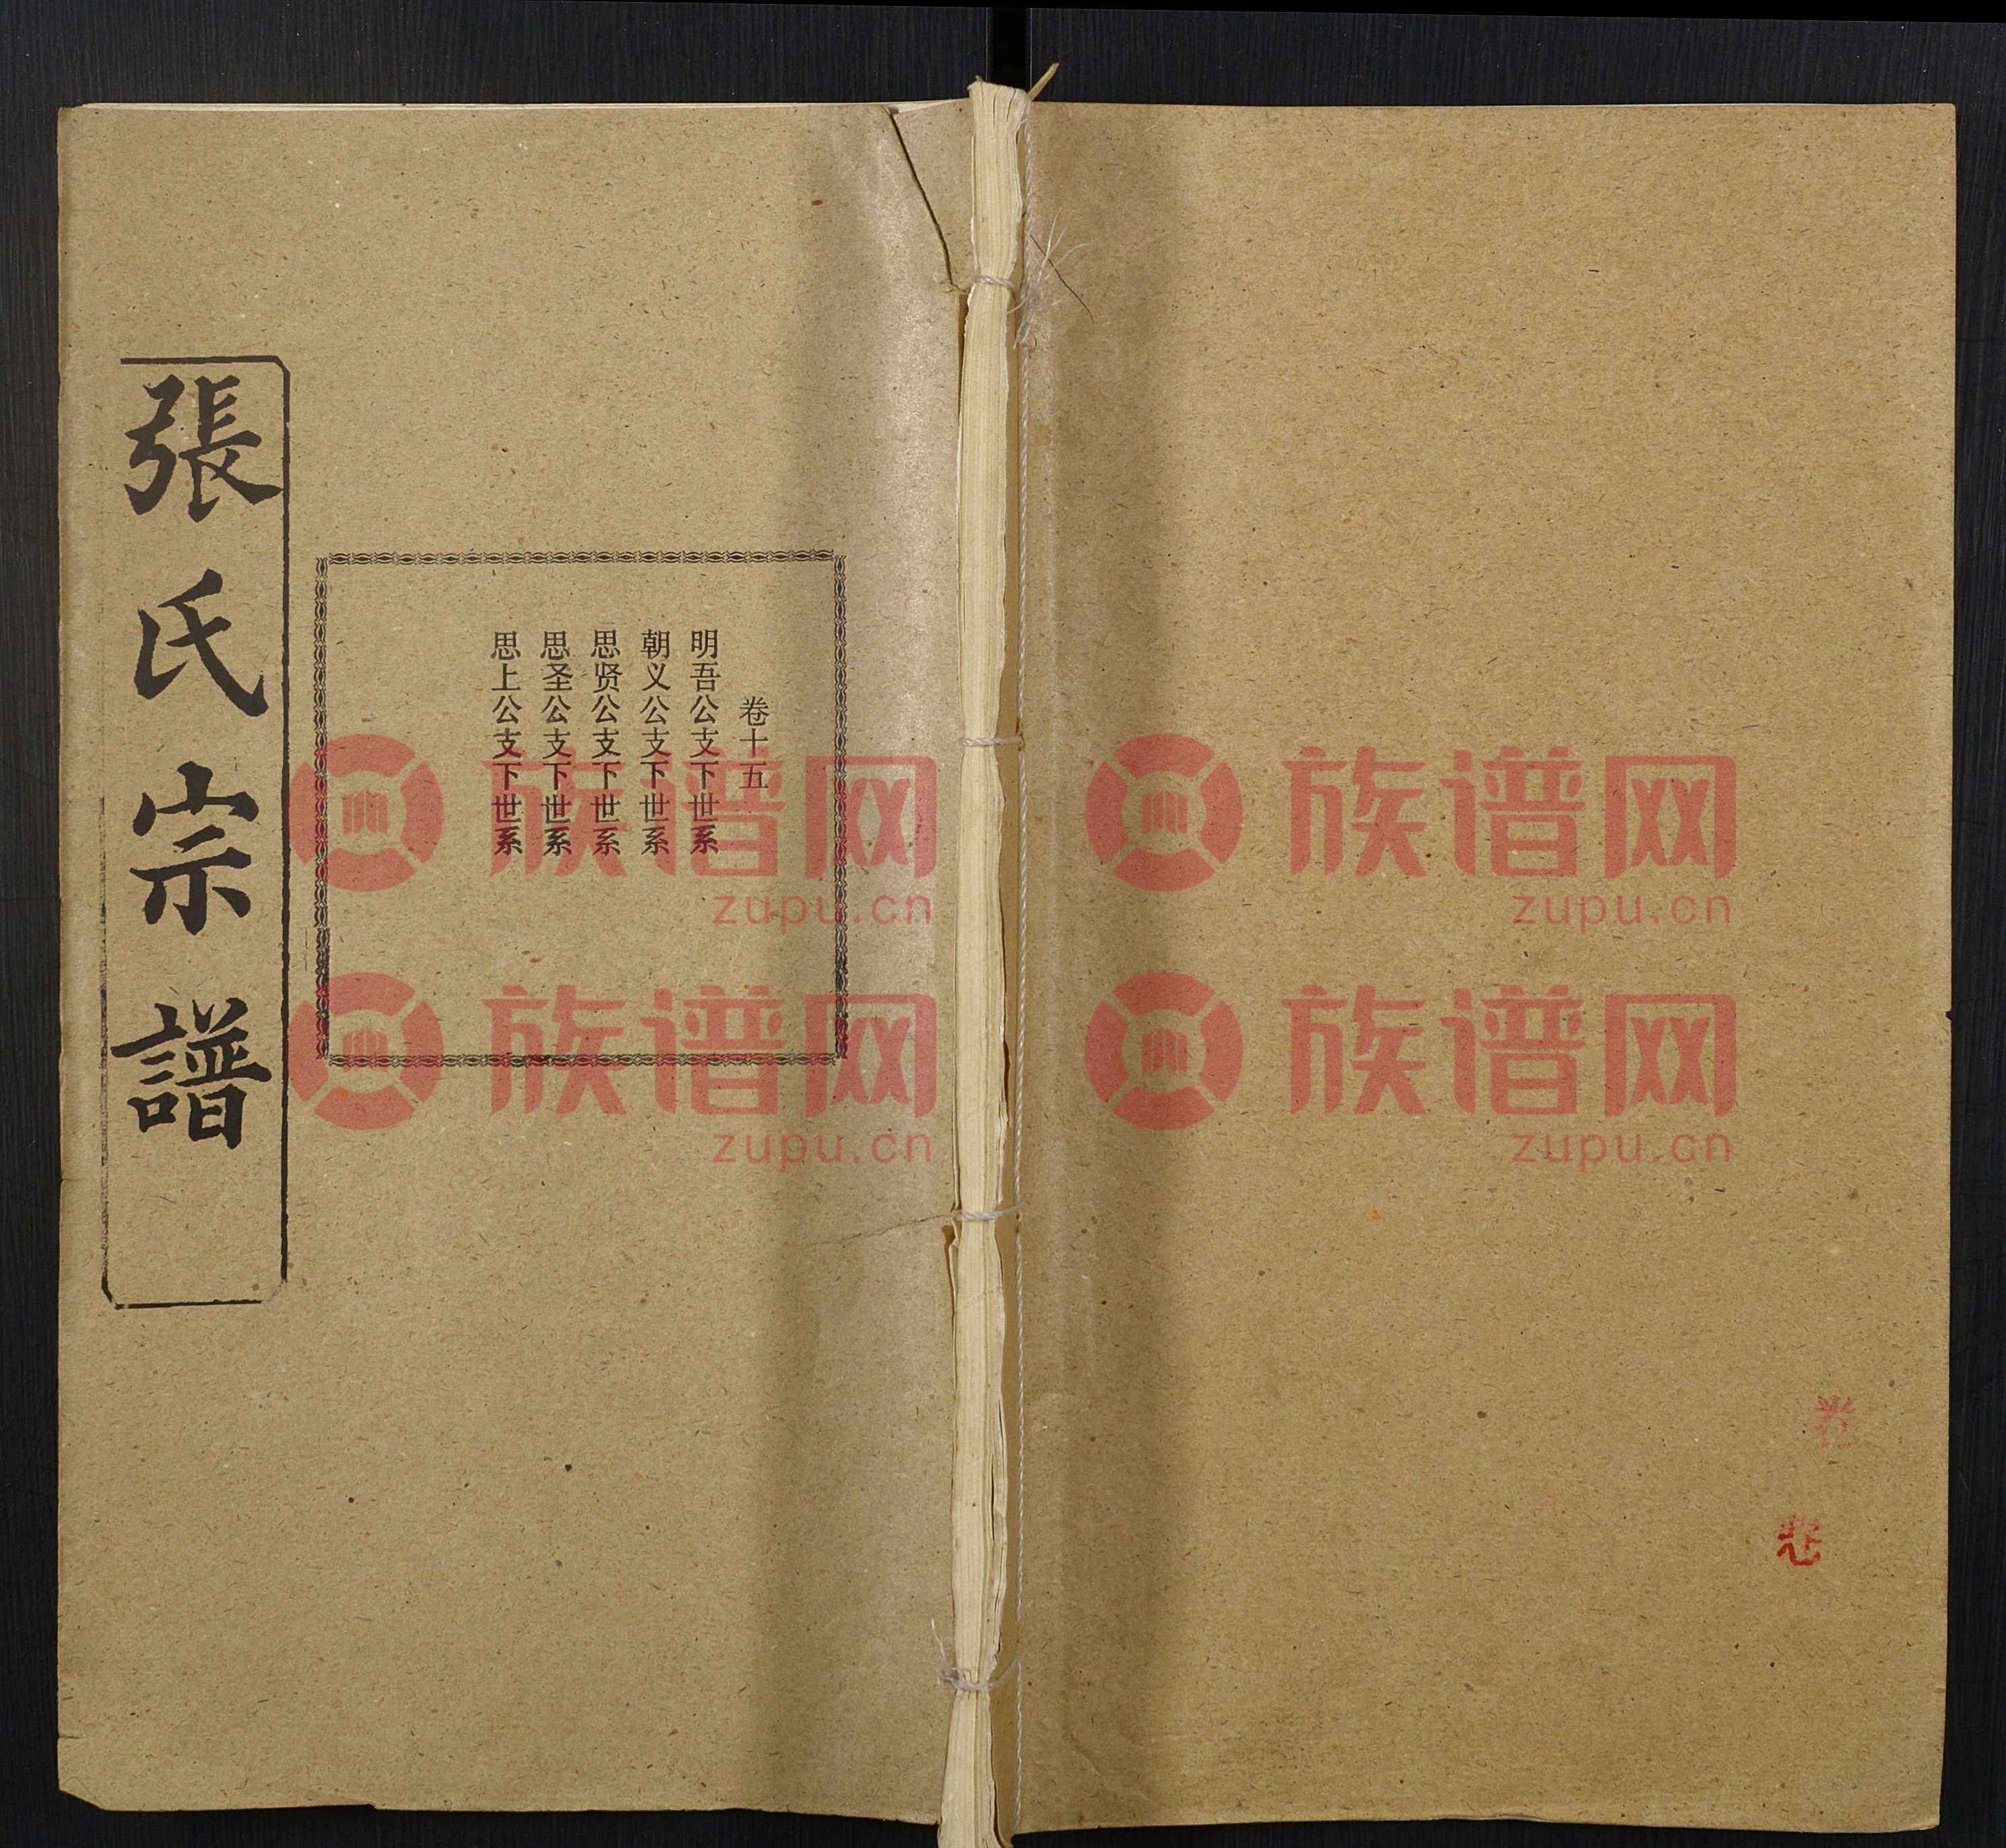 張氏宗譜
卷十五
明吾公支下世系
朝义公支下世系
思贤公支下世系
思圣公支下世系
思上公支下世系
族谱网
zupu.cn
族谱网
zupu.cn
族谱网
zupu.cn
族谱网
zupu.cn